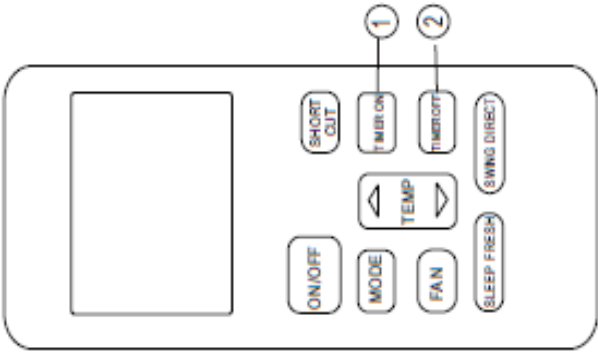 ON/OFF
SHORT
CUT
MODE
TIMER ON
1
TEMP
FAN
TIMER OFF
2
SLEEP FRESH
SWING DIRECT